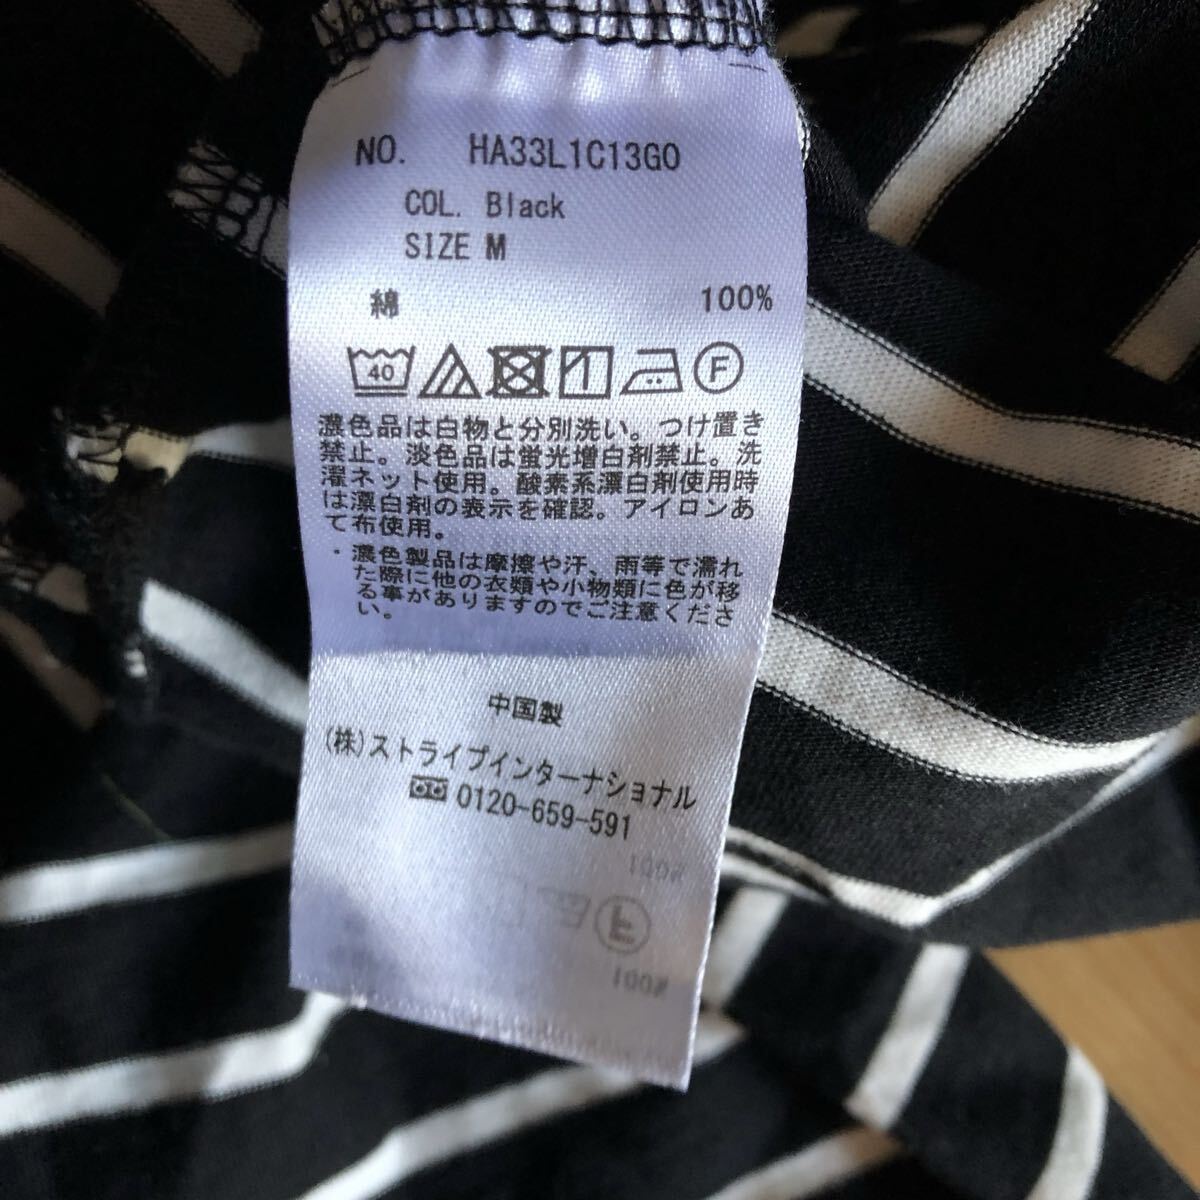 NO. HA33L1C13G0
COL. Black
SIZE M
綿 100%
40 F
濃色品は白物と分別洗い。つけ置き
禁止。淡色品は蛍光増白剤禁止。洗
濯ネット使用。酸素系漂白剤使用時
は漂白剤の表示を確認。アイロンあ
て布使用。
・濃色製品は摩擦や汗、雨等で濡れ
た際に他の衣類や小物類に色が移
る事がありますのでご注意くださ
い。
中国製
(株)ストライプインターナショナル
0120-659-591